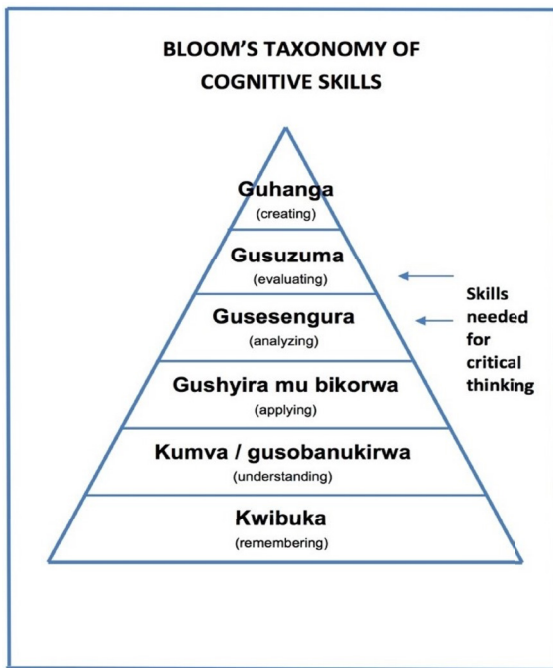 BLOOM'S TAXONOMY OF
COGNITIVE SKILLS
Guhanga
(creating)
Gusuzuma
(evaluating)
Gusesengura
(analyzing)
Gushyira mu bikorwa
(applying)
Kumva / gusobanukirwa
(understanding)
Kwibuka
(remembering)
Skills
needed
for
critical
thinking